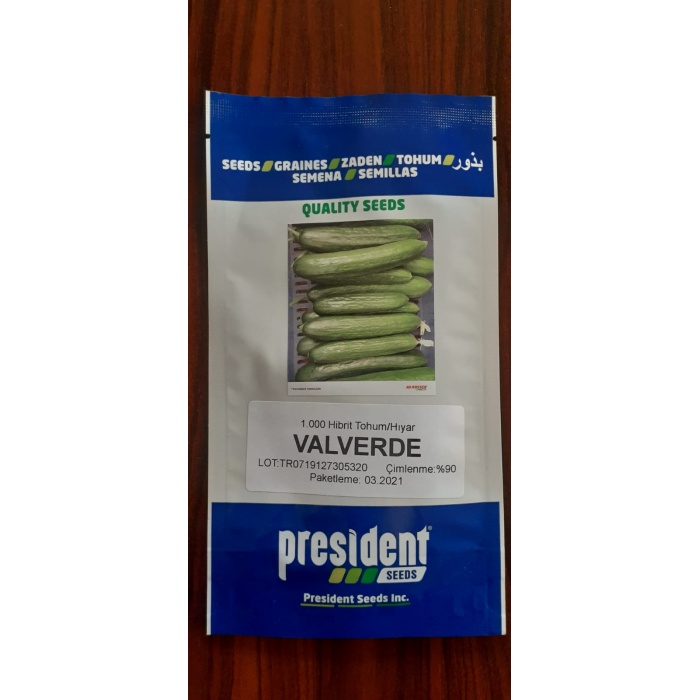 SEEDS GRAINES ZADEN TOHUM بذور
SEMENA SEMILLAS
QUALITY SEEDS
1.000 Hibrit Tohum/Hıyar
VALVERDE
LOT:TR0719127305320 Çimlenme:%90
Paketleme: 03.2021
president
SEEDS
President Seeds Inc.